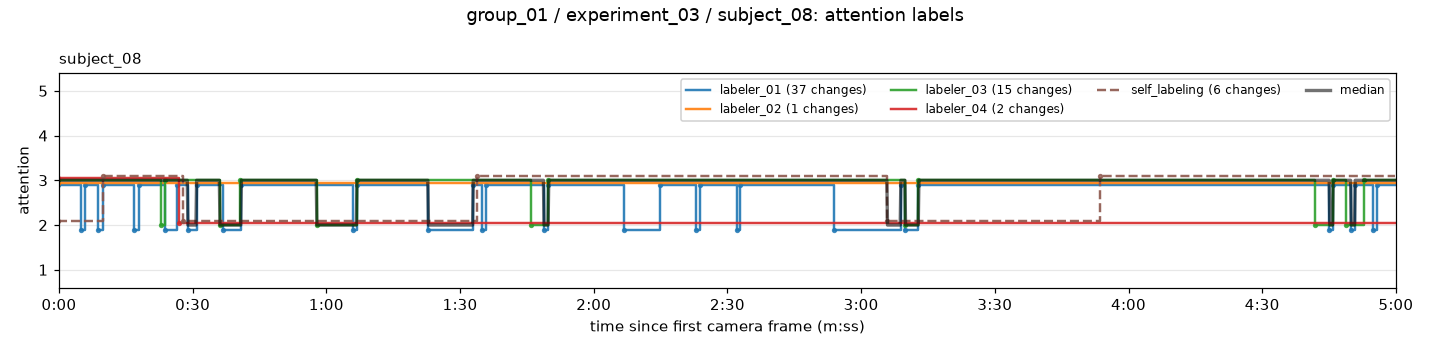 group_01 / experiment_03 / subject_08: attention labels
subject_08
labeler_01 (37 changes)
labeler_02 (1 changes)
labeler_03 (15 changes)
labeler_04 (2 changes)
self_labeling (6 changes)
median
attention
5
4
3
2
1
0:00 0:30 1:00 1:30 2:00 2:30 3:00 3:30 4:00 4:30 5:00
time since first camera frame (m:ss)